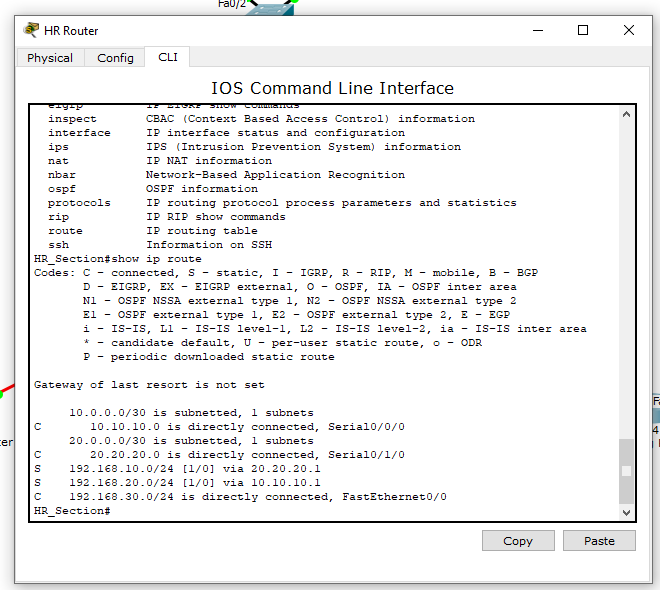 Fa0/2
HR Router
Physical Config CLI
IOS Command Line Interface
eigrp IP EIGRP show commands
inspect CBAC (Context Based Access Control) information
interface IP interface status and configuration
ips IPS (Intrusion Prevention System) information
nat IP NAT information
nbar Network-Based Application Recognition
ospf OSPF information
protocols IP routing protocol process parameters and statistics
rip IP RIP show commands
route IP routing table
ssh Information on SSH
HR_Section#show ip route
Codes: C - connected, S - static, I - IGRP, R - RIP, M - mobile, B - BGP
D - EIGRP, EX - EIGRP external, O - OSPF, IA - OSPF inter area
N1 - OSPF NSSA external type 1, N2 - OSPF NSSA external type 2
E1 - OSPF external type 1, E2 - OSPF external type 2, E - EGP
i - IS-IS, L1 - IS-IS level-1, L2 - IS-IS level-2, ia - IS-IS inter area
* - candidate default, U - per-user static route, o - ODR
P - periodic downloaded static route
Gateway of last resort is not set
10.0.0.0/30 is subnetted, 1 subnets
C 10.10.10.0 is directly connected, Serial0/0/0
20.0.0.0/30 is subnetted, 1 subnets
C 20.20.20.0 is directly connected, Serial0/1/0
S 192.168.10.0/24 [1/0] via 20.20.20.1
S 192.168.20.0/24 [1/0] via 10.10.10.1
C 192.168.30.0/24 is directly connected, FastEthernet0/0
HR_Section#
Copy Paste